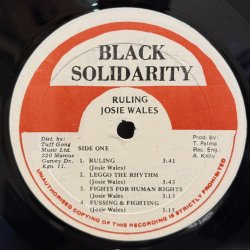 BLACK
SOLIDARITY
RULING
JOSIE WALES
Dist. by:
Tuff Gong
Music Ltd.
220 Marcus
Garvey Dr.,
Kgn. 11.
SIDE ONE
Prod. by:
T. Palma
Rec. Eng.
A. Kelly
1. RULING 3:41
(Josie Wales)
2. LEGGO THE RHYTHM
(Josie Wales) 3:45
3. FIGHTS FOR HUMAN RIGHTS
(Josie Wales) 3:13
4. FUSSING & FIGHTING
(Josie Wales) 3:15
UNAUTHORISED COPYING OF THIS RECORDING IS STRICTLY PROHIBITED